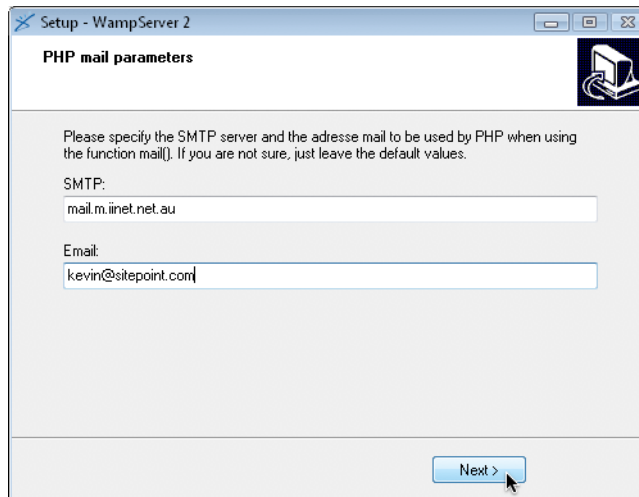 Setup - WampServer 2
PHP mail parameters
Please specify the SMTP server and the adresse mail to be used by PHP when using
the function mail(). If you are not sure, just leave the default values.
SMTP:
mail.m.iinet.net.au
Email:
kevin@sitepoint.com
Next >